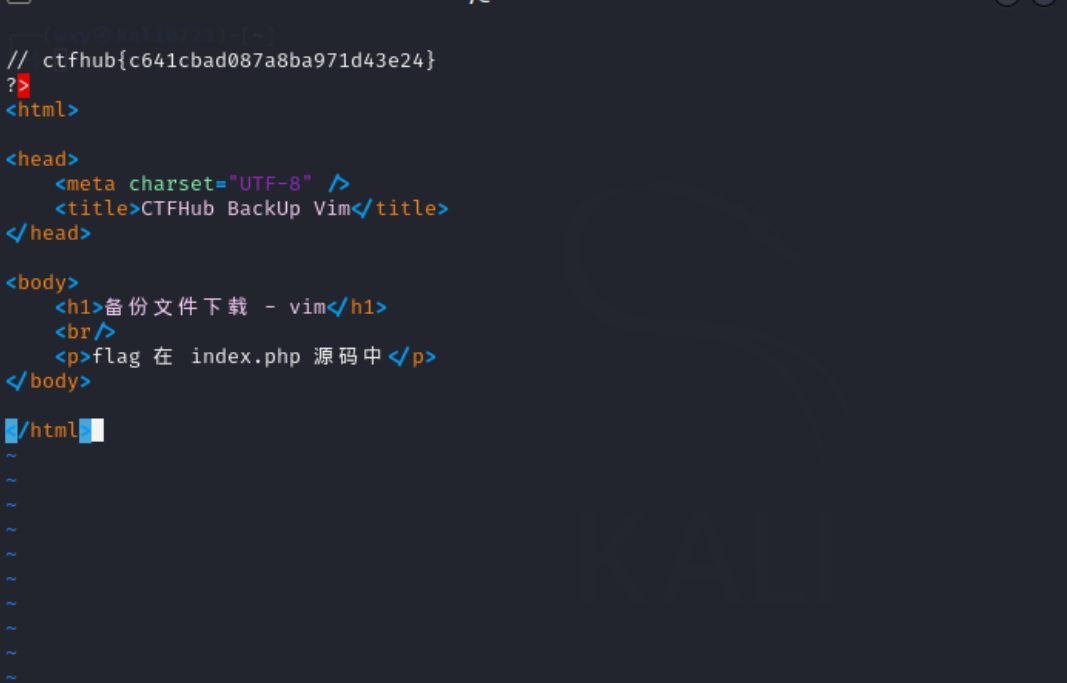 // ctfhub{c641cbad087a8ba971d43e24}
?>
<html>
<head>
<meta charset="UTF-8" />
<title>CTFHub BackUp Vim</title>
</head>
<body>
<h1>备份文件下载 - vim</h1>
<br/>
<p>flag 在 index.php 源码中</p>
</body>
</html>
~
~
~
~
~
~
~
~
~
~
KALI